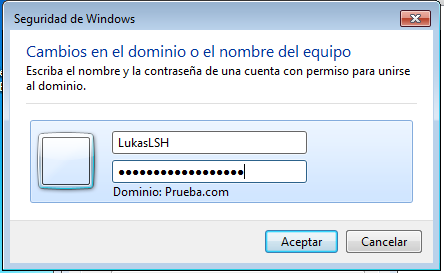 Seguridad de Windows
Cambios en el dominio o el nombre del equipo
Escriba el nombre y la contraseña de una cuenta con permiso para unirse
al dominio.
LukasLSH
●●●●●●●●●●●●●●●●●●
Dominio: Prueba.com
Aceptar
Cancelar